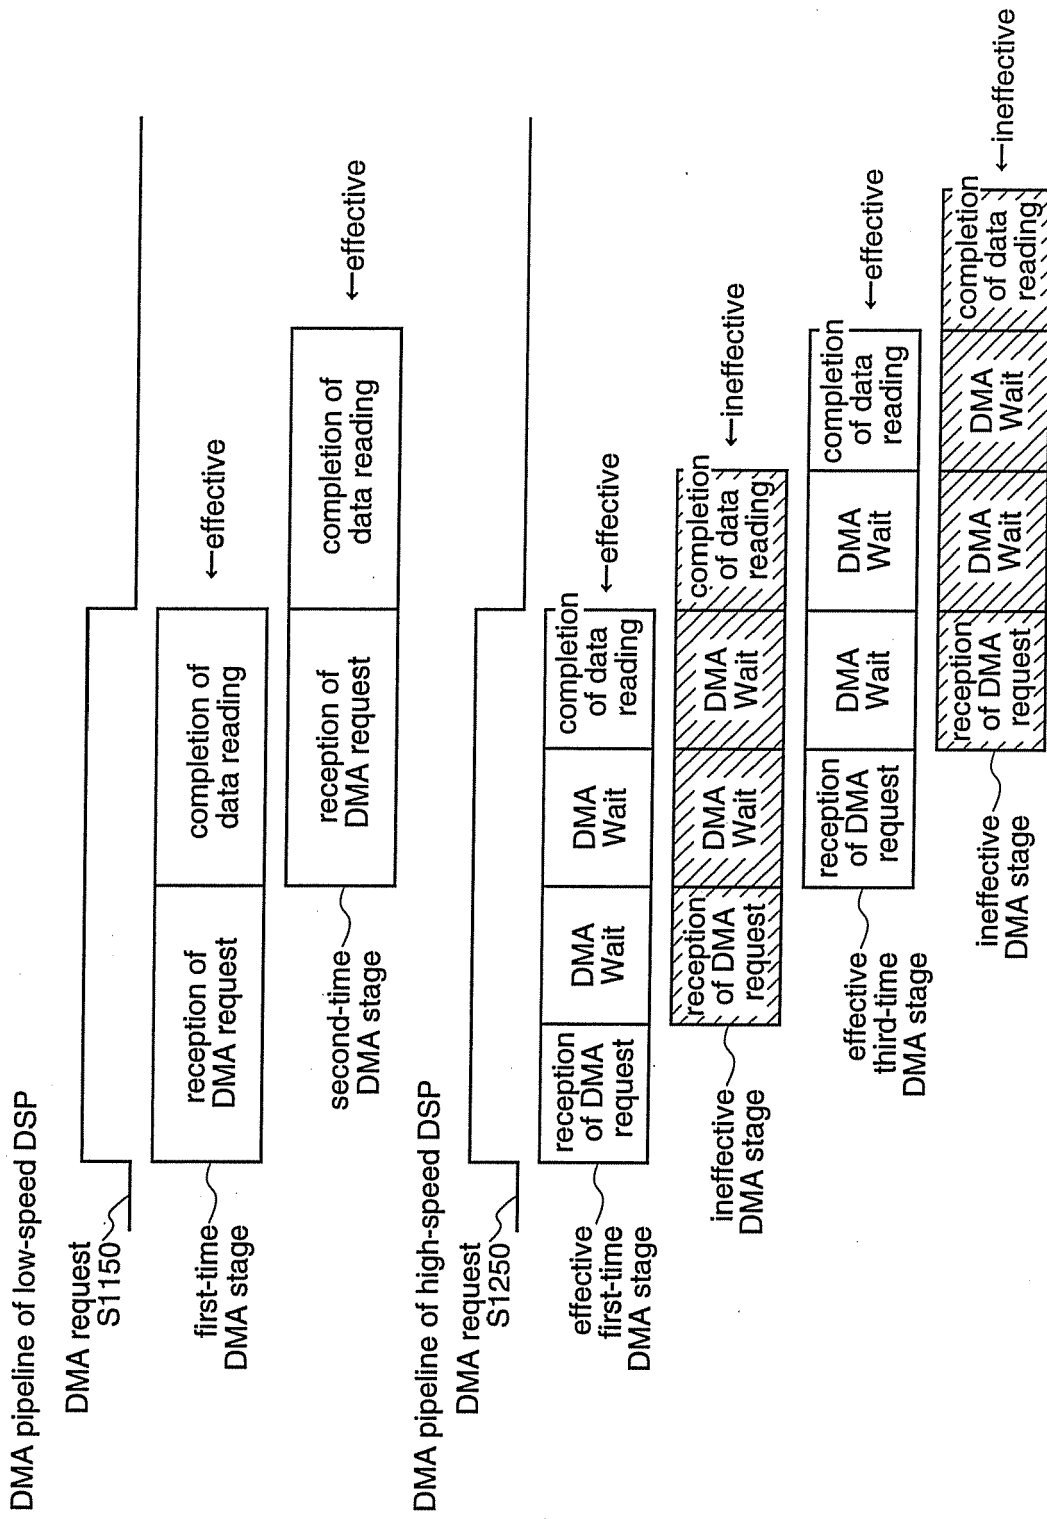 DMA pipeline of low-speed DSP
DMA request
S1150
first-time
DMA stage
reception of
DMA request
completion of
data reading
←effective
second-time
DMA stage
reception of
DMA request
completion of
data reading
←effective
DMA pipeline of high-speed DSP
DMA request
S1250
effective
first-time
DMA stage
reception
of DMA
request
DMA
Wait
DMA
Wait
completion
of data
reading
←effective
ineffective
DMA stage
reception
of DMA
request
DMA
Wait
DMA
Wait
completion
of data
reading
←ineffective
effective
third-time
DMA stage
reception
of DMA
request
DMA
Wait
DMA
Wait
completion
of data
reading
←effective
ineffective
DMA stage
reception
of DMA
request
DMA
Wait
DMA
Wait
completion
of data
reading
←ineffective